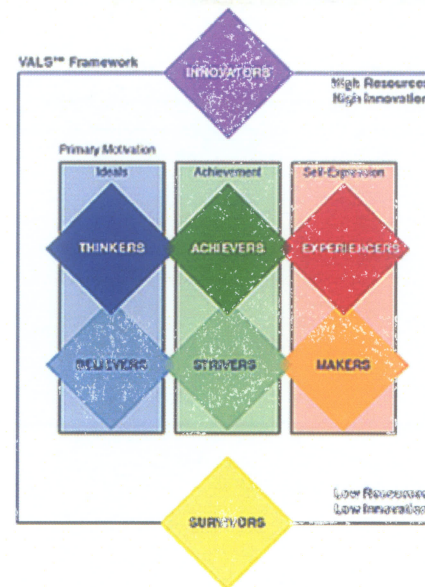 VALS™ Framework
INNOVATORS
High Resources
High Innovation
Primary Motivation
Ideals Achievement Self-Expression
THINKERS ACHIEVERS EXPERIENCERS
BELIEVERS STRIVERS MAKERS
Low Resources
Low Innovation
SURVIVORS